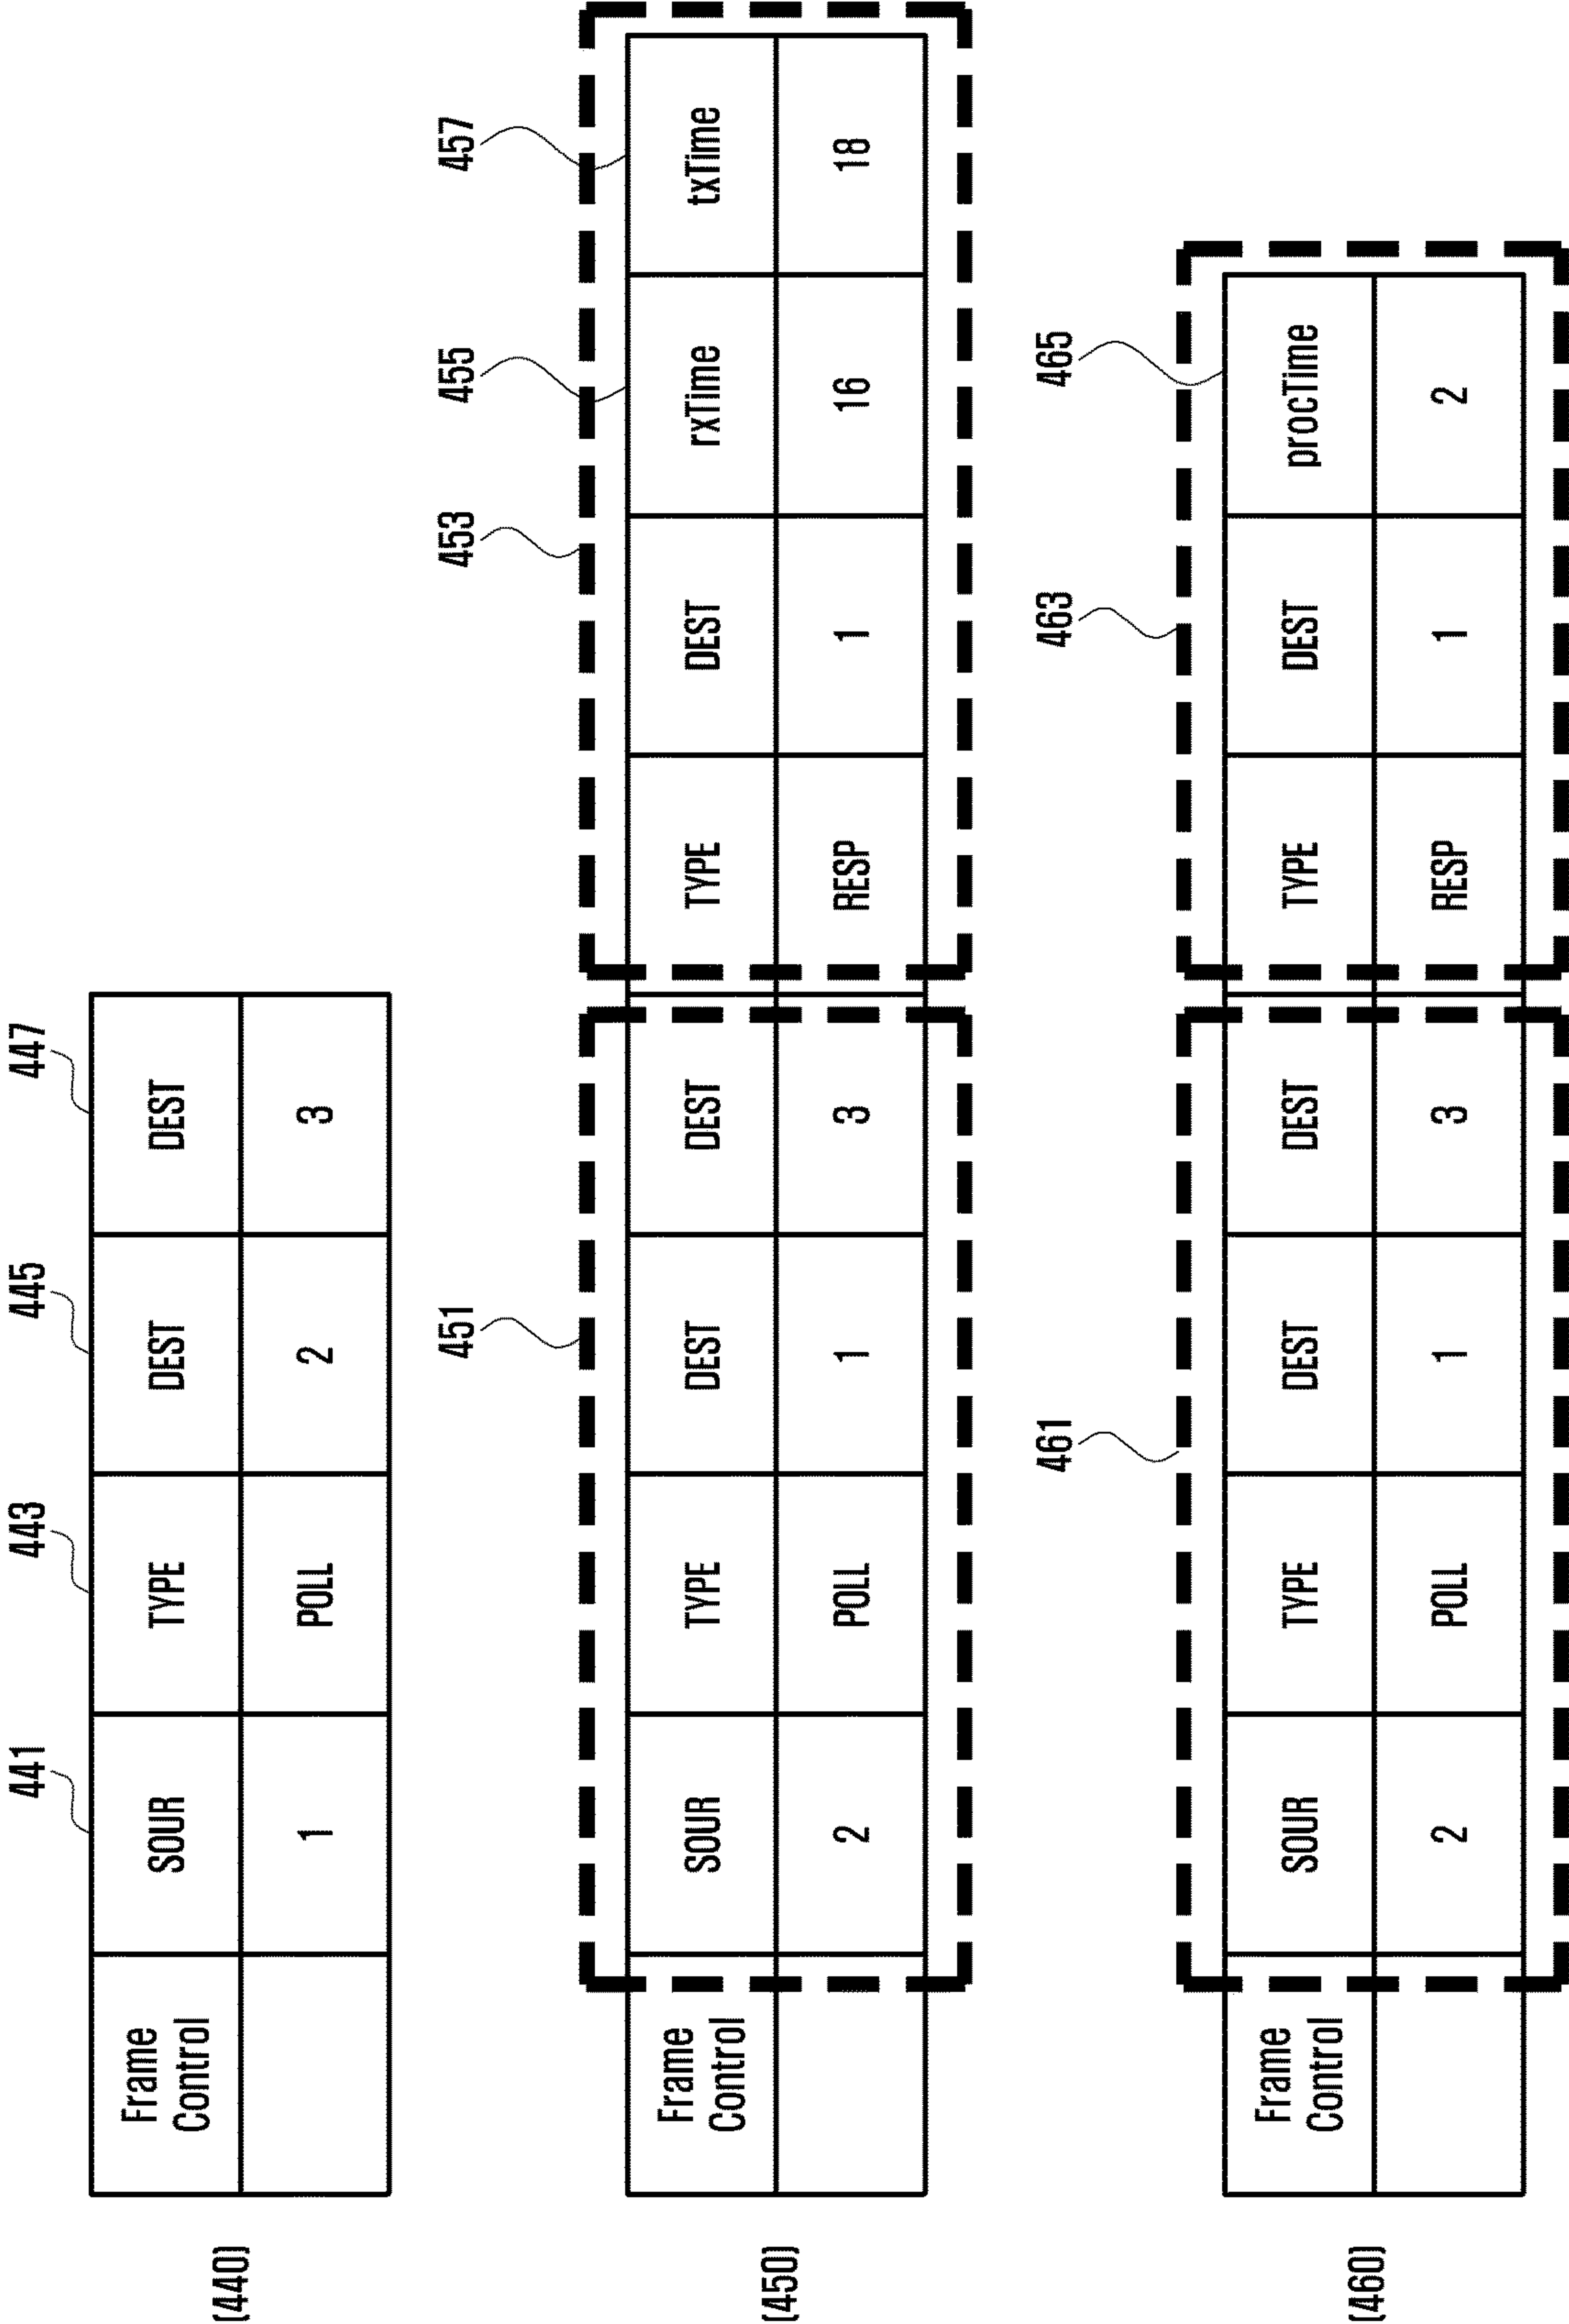 441 443 445 447
Frame Control SOUR TYPE DEST DEST
(440)
1 POLL 2 3
451 453 455 457
Frame Control SOUR TYPE DEST DEST TYPE DEST rxTime txTime
(450)
2 POLL 1 3 RESP 1 16 18
461 463 465
Frame Control SOUR TYPE DEST DEST TYPE DEST procTime
(460)
2 POLL 1 3 RESP 1 2